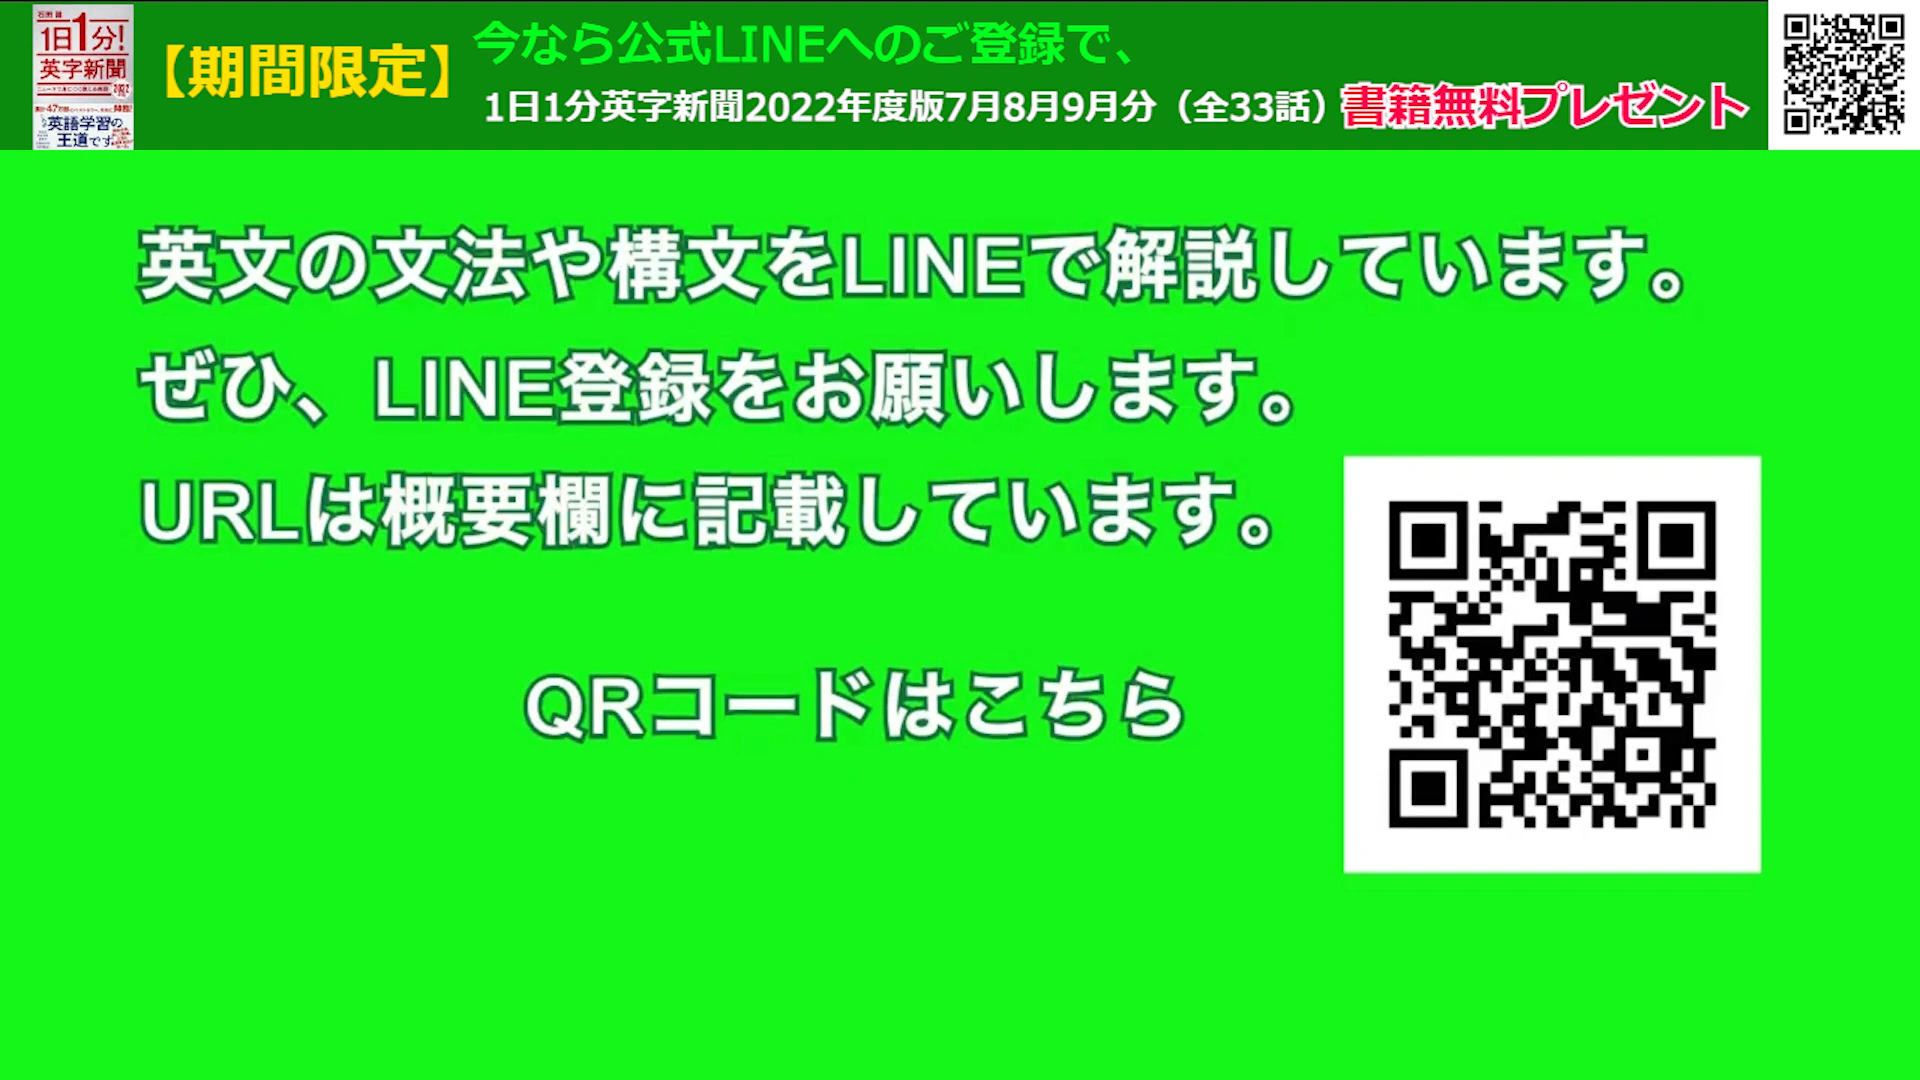 石田 健
1日1分!
英字新聞
2022
英語学習の
王道です。
【期間限定】
今なら公式LINEへのご登録で、
1日1分英字新聞2022年度版7月8月9月分（全33話）書籍無料プレゼント
英文の文法や構文をLINEで解説しています。
ぜひ、LINE登録をお願いします。
URLは概要欄に記載しています。
QRコードはこちら